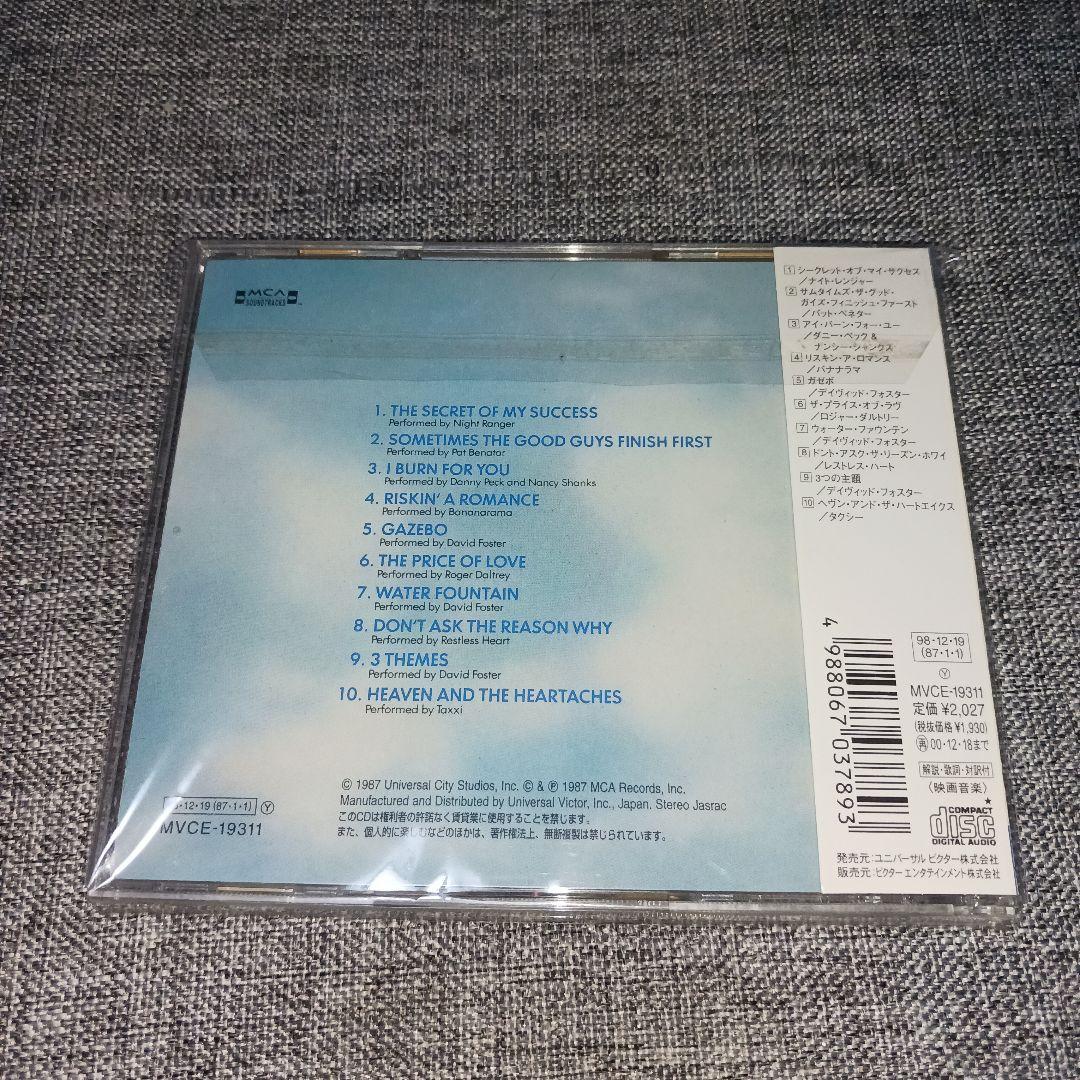 MCA
SOUNDTRACKS
1. THE SECRET OF MY SUCCESS
Performed by Night Ranger
2. SOMETIMES THE GOOD GUYS FINISH FIRST
Performed by Pat Benatar
3. I BURN FOR YOU
Performed by Danny Peck and Nancy Shanks
4. RISKIN' A ROMANCE
Performed by Bananarama
5. GAZEBO
Performed by David Foster
6. THE PRICE OF LOVE
Performed by Roger Daltrey
7. WATER FOUNTAIN
Performed by David Foster
8. DON'T ASK THE REASON WHY
Performed by Restless Heart
9. 3 THEMES
Performed by David Foster
10. HEAVEN AND THE HEARTACHES
Performed by Taxxi
© 1987 Universal City Studios, Inc. © & ℗ 1987 MCA Records, Inc.
Manufactured and Distributed by Universal Victor, Inc., Japan. Stereo Jasrac
このCDは権利者の許諾なく賃貸業に使用することを禁じます。
また、個人的に楽しむなどのほかは、著作権法上、無断複製は禁じられています。
·12·19 (87·1·1) Ⓨ
MVCE-19311
1 シークレット・オブ・マイ・サクセス
/ナイト・レンジャー
2 サムタイムズ・ザ・グッド・
ガイズ・フィニッシュ・ファースト
/パット・ベネター
3 アイ・バーン・フォー・ユー
/ダニー・ペック&
ナンシー・シャンクス
4 リスキン・ア・ロマンス
/バナナラマ
5 ガゼボ
/デイヴィッド・フォスター
6 ザ・プライス・オブ・ラヴ
/ロジャー・ダルトリー
7 ウォーター・ファウンテン
/デイヴィッド・フォスター
8 ドント・アスク・ザ・リーズン・ホワイ
/レストレス・ハート
9 3つの主題
/デイヴィッド・フォスター
10 ヘヴン・アンド・ザ・ハートエイクス
/タクシー
4 988067 037893
98·12·19
(87·1·1)
Ⓨ
MVCE-19311
定価 ¥2,027
(税抜価格 ¥1,930)
再 00·12·18まで
解説・歌詞・対訳付
〈映画音楽〉
★
COMPACT
disc
DIGITAL AUDIO
発売元:ユニバーサル ビクター株式会社
販売元:ビクター エンタテインメント株式会社